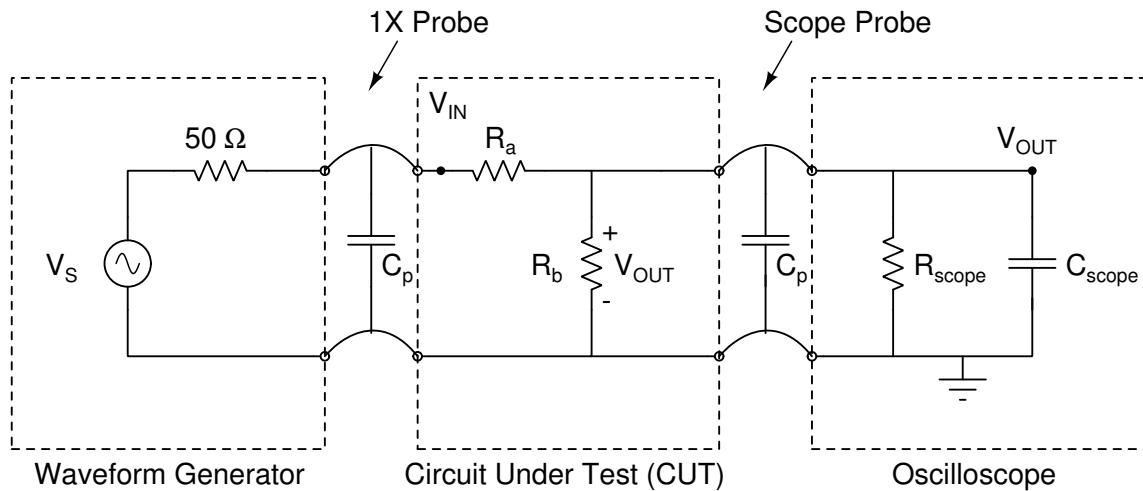 1X Probe
Scope Probe
50 Ω
V_IN
R_a
V_OUT
V_S
C_p
R_b
+
V_OUT
-
C_p
R_scope
C_scope
Waveform Generator
Circuit Under Test (CUT)
Oscilloscope